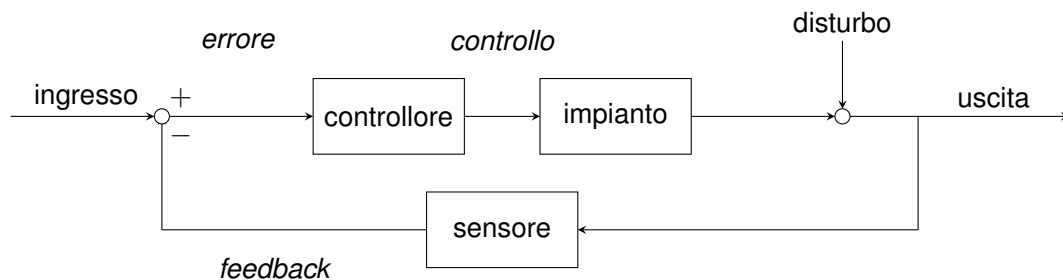 disturbo
errore
controllo
ingresso
+
controllore
impianto
uscita
−
sensore
feedback